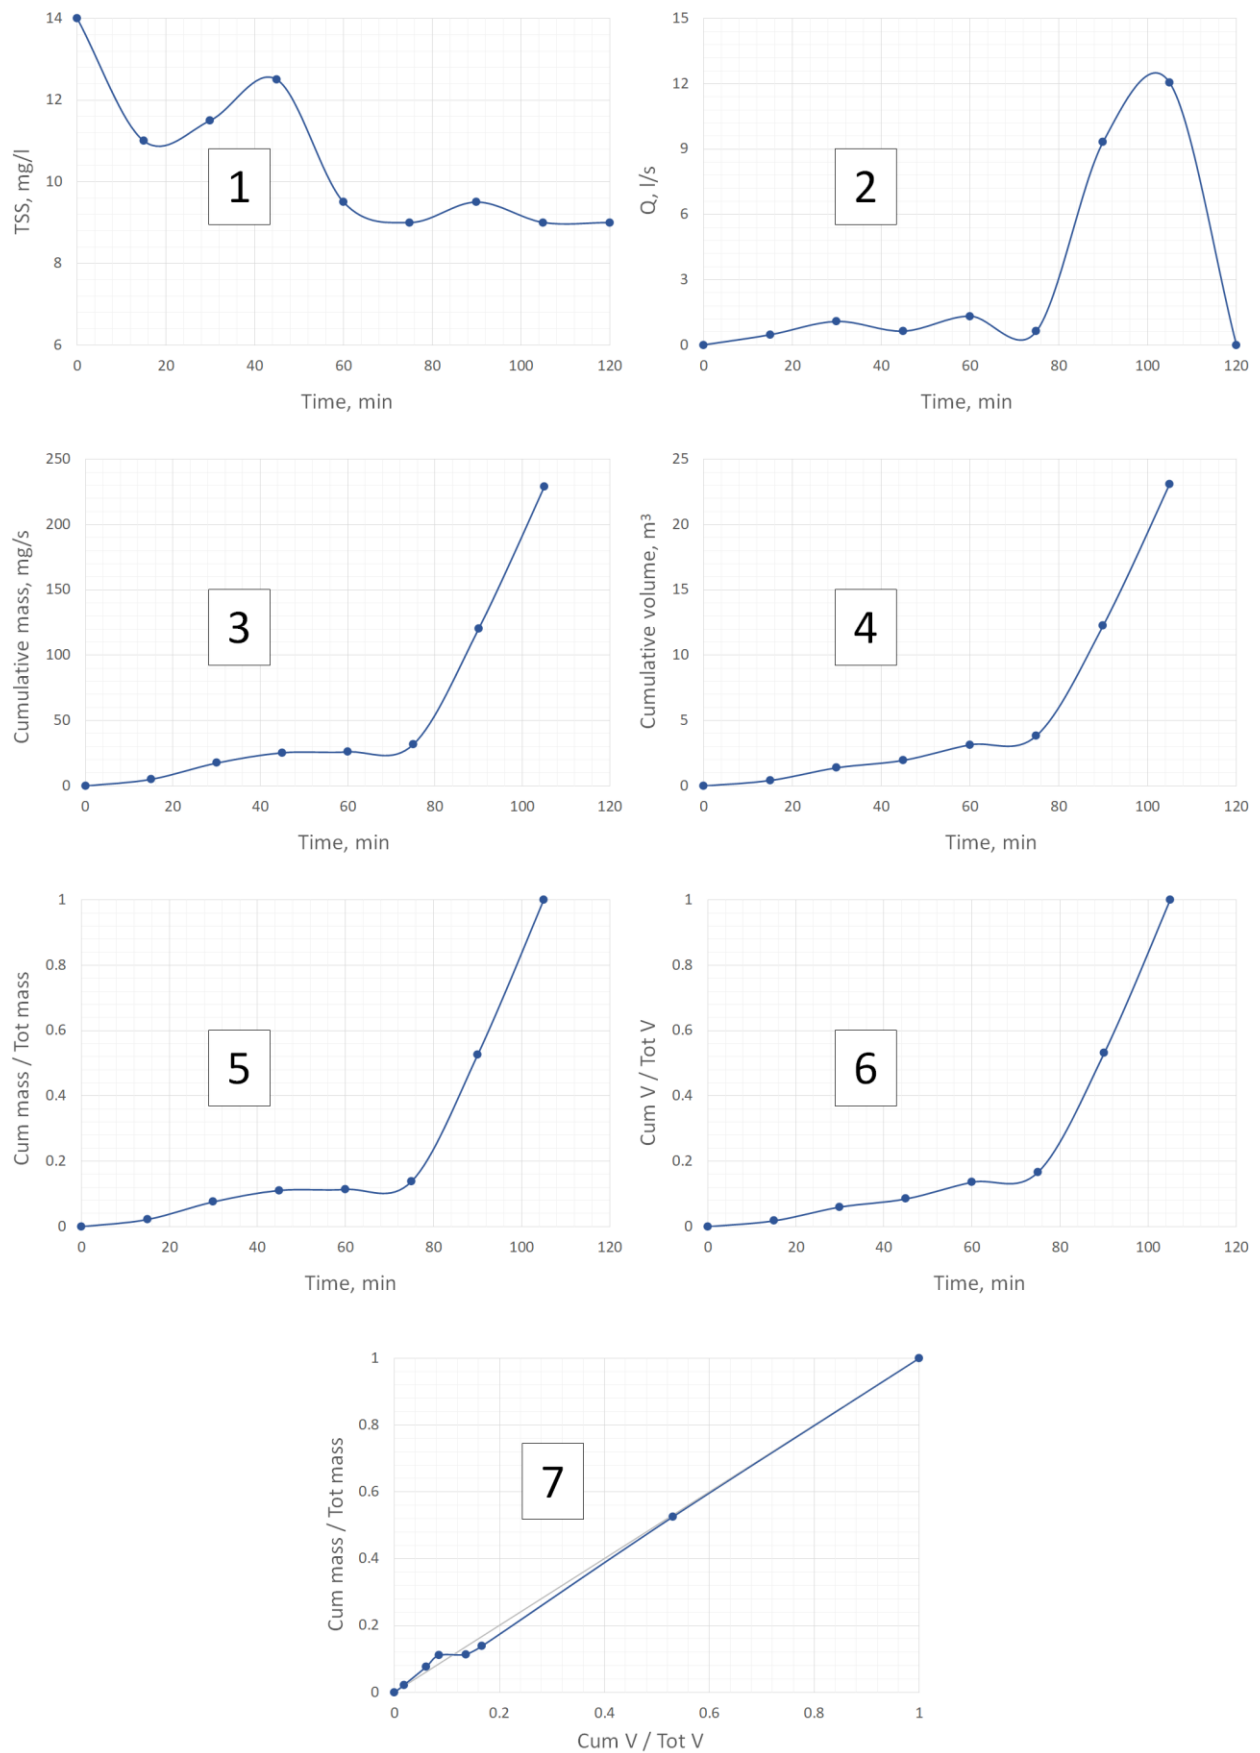 14
12
10
8
6
TSS, mg/l
1
0 20 40 60 80 100 120
Time, min
15
12
9
6
3
0
Q, l/s
2
0 20 40 60 80 100 120
Time, min
250
200
150
100
50
0
Cumulative mass, mg/s
3
0 20 40 60 80 100 120
Time, min
25
20
15
10
5
0
Cumulative volume, m³
4
0 20 40 60 80 100 120
Time, min
1
0.8
0.6
0.4
0.2
0
Cum mass / Tot mass
5
0 20 40 60 80 100 120
Time, min
1
0.8
0.6
0.4
0.2
0
Cum V / Tot V
6
0 20 40 60 80 100 120
Time, min
1
0.8
0.6
0.4
0.2
0
Cum mass / Tot mass
7
0 0.2 0.4 0.6 0.8 1
Cum V / Tot V